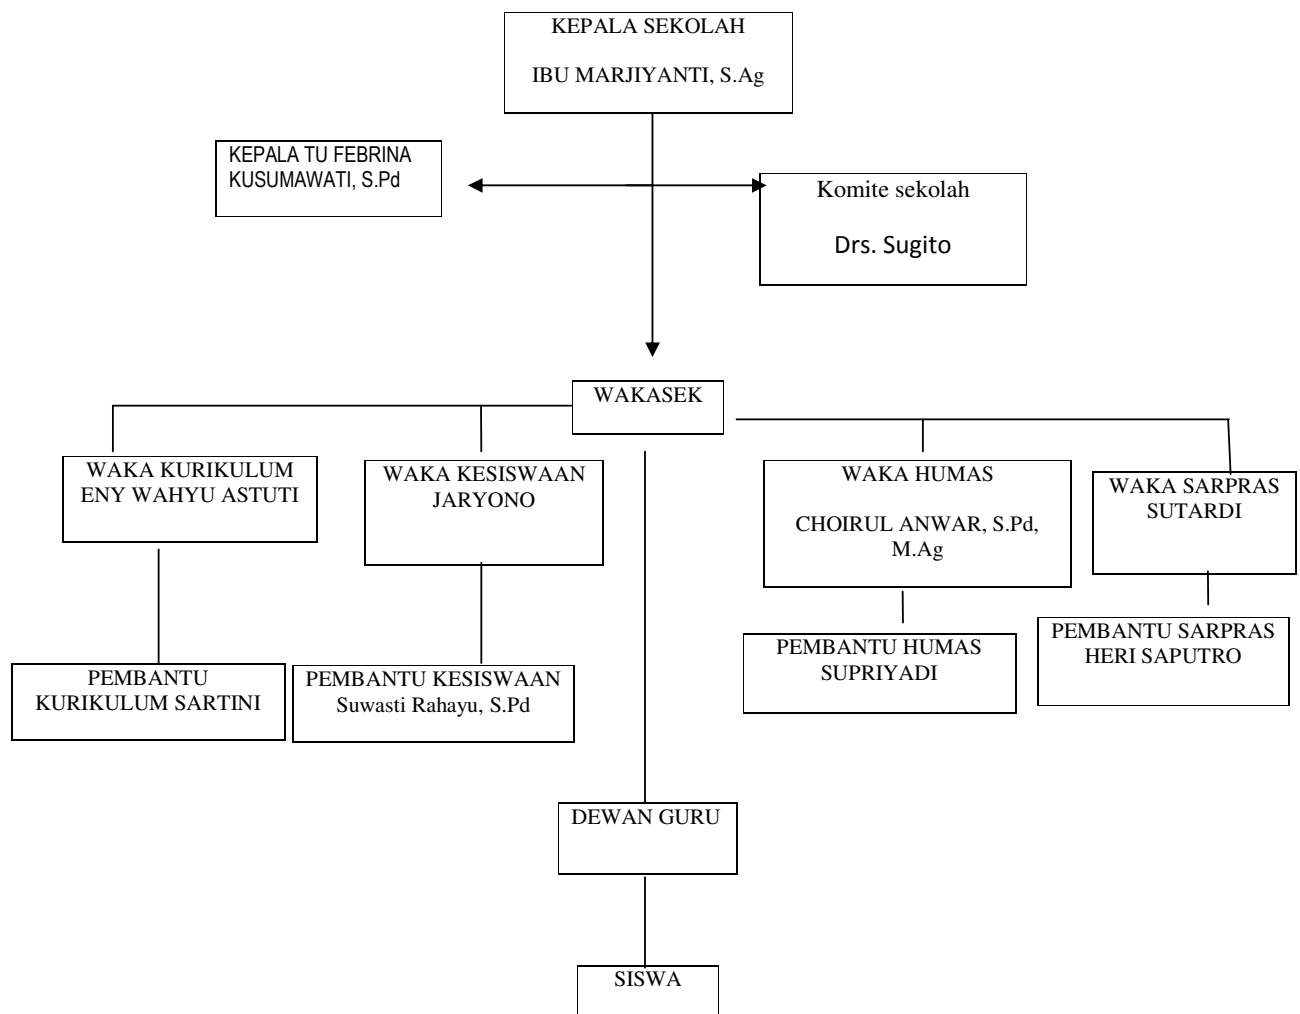 KEPALA SEKOLAH
IBU MARJIYANTI, S.Ag
KEPALA TU FEBRINA
KUSUMAWATI, S.Pd
Komite sekolah
Drs. Sugito
WAKASEK
WAKA KURIKULUM
ENY WAHYU ASTUTI
WAKA KESISWAAN
JARYONO
WAKA HUMAS
CHOIRUL ANWAR, S.Pd,
M.Ag
WAKA SARPRAS
SUTARDI
PEMBANTU
KURIKULUM SARTINI
PEMBANTU KESISWAAN
Suwasti Rahayu, S.Pd
PEMBANTU HUMAS
SUPRIYADI
PEMBANTU SARPRAS
HERI SAPUTRO
DEWAN GURU
SISWA